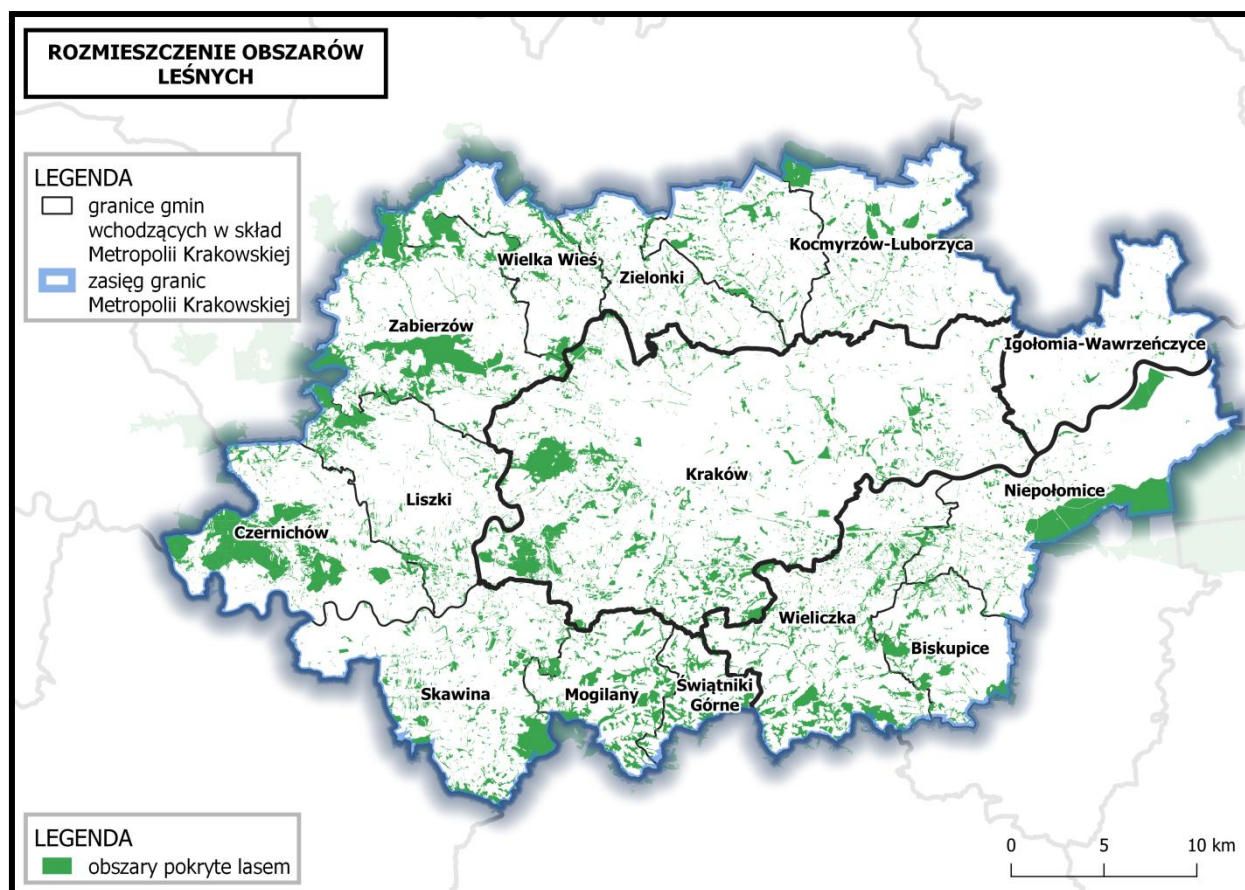 ROZMIESZCZENIE OBSZARÓW
LEŚNYCH
LEGENDA
granice gmin
wchodzących w skład
Metropolii Krakowskiej
zasięg granic
Metropolii Krakowskiej
Kocmyrzów-Luborzyca
Wielka Wieś
Zielonki
Zabierzów
Igołomia-Wawrzeńczyce
Kraków
Niepołomice
Liszki
Czernichów
Wieliczka
Biskupice
Skawina
Mogilany
Świątniki
Górne
LEGENDA
obszary pokryte lasem
0 5 10 km